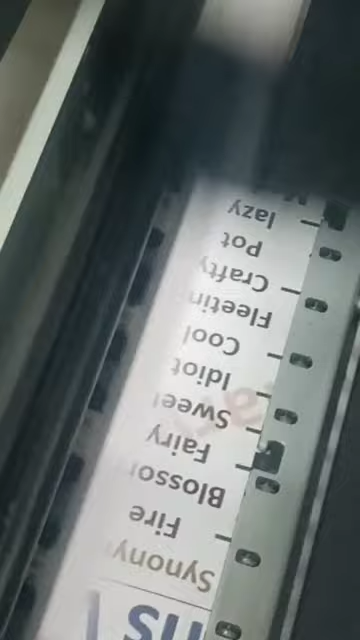 Synony
Fire
Blosso
Fairy
Sweet
Idiot
Cool
Fleetin
Crafty
Pot
lazy